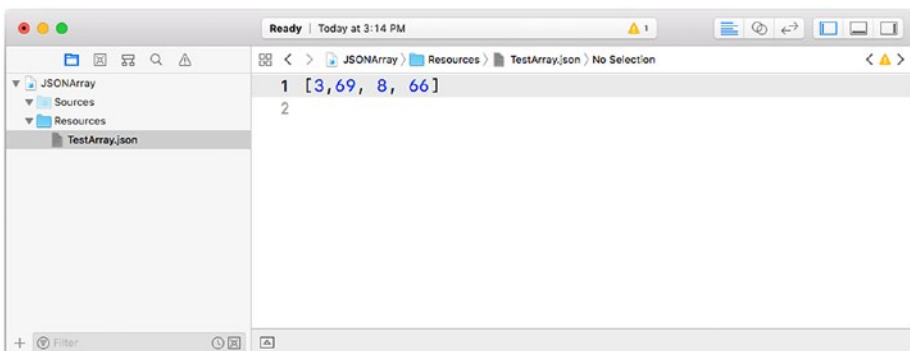 Ready | Today at 3:14 PM
1
JSONArray
Resources
TestArray.json
No Selection
JSONArray
Sources
Resources
TestArray.json
1 [3,69, 8, 66]
2
Filter